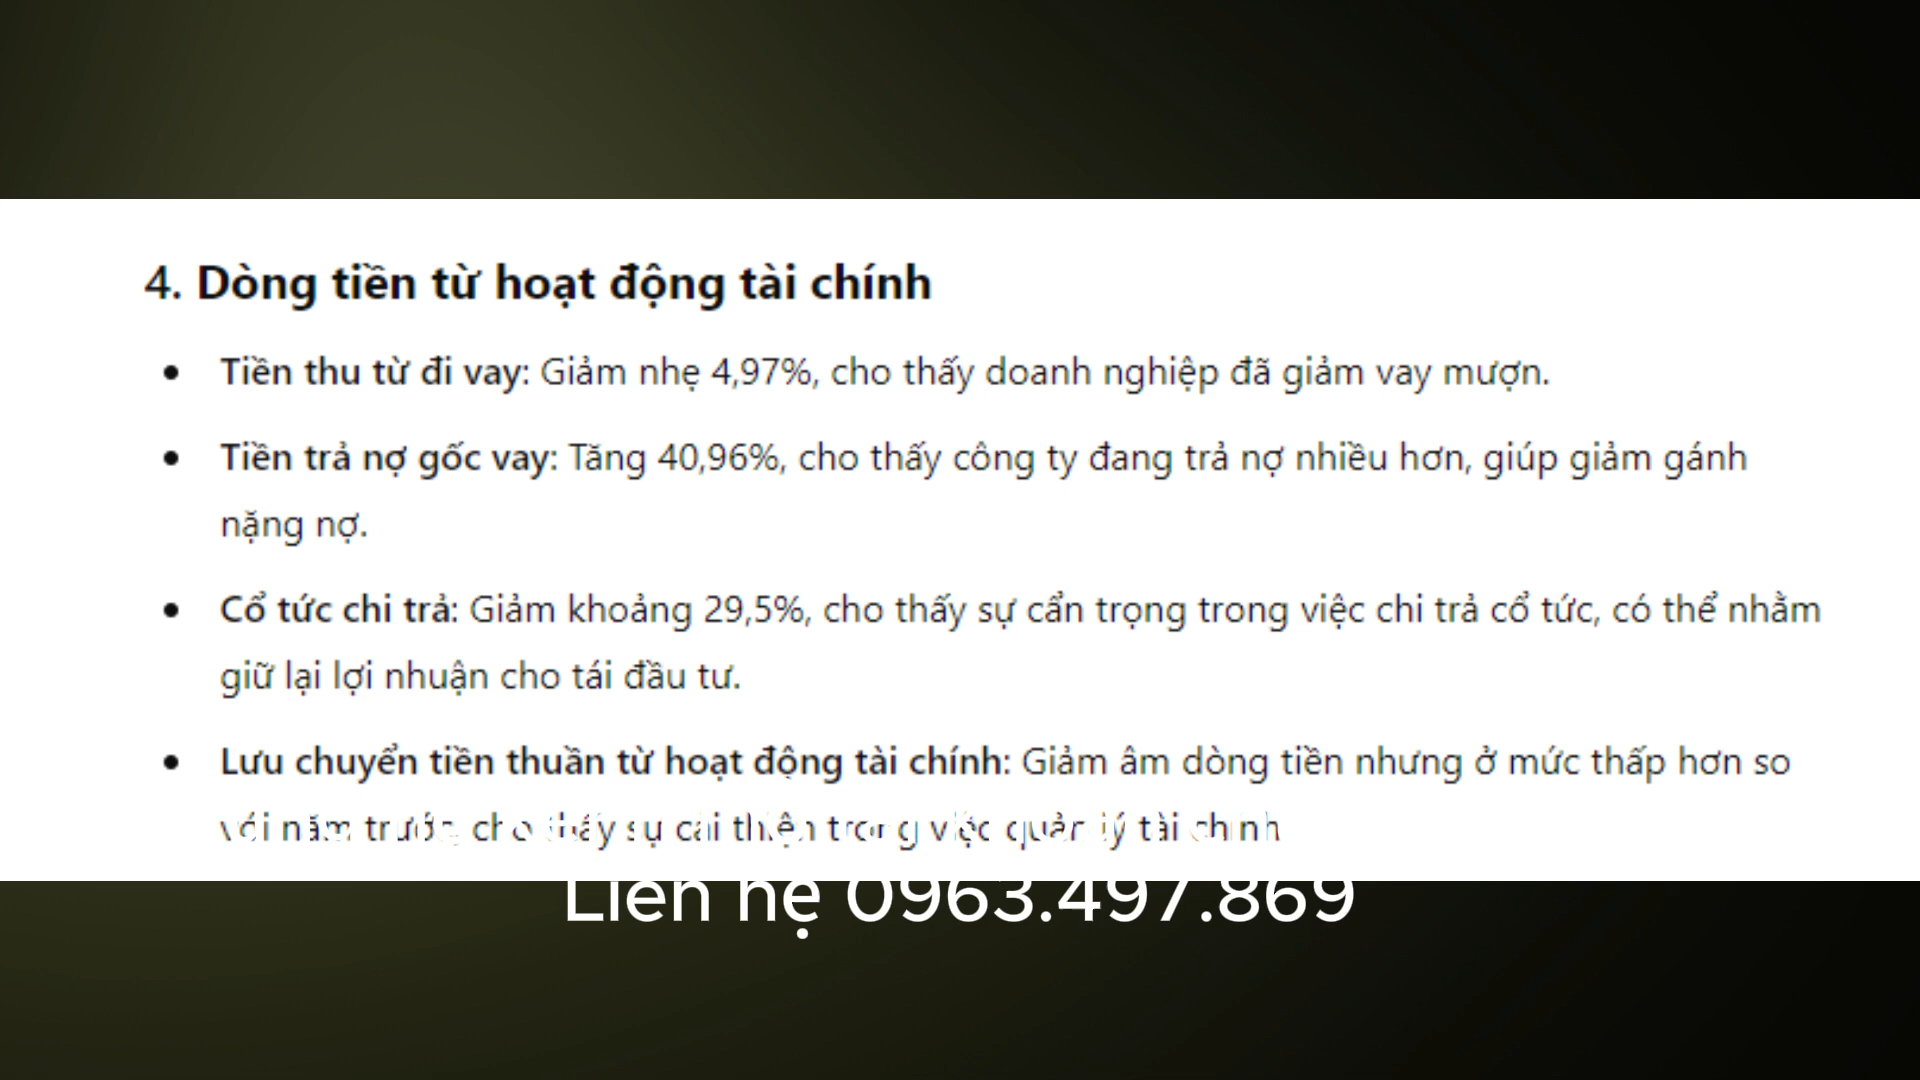 4. Dòng tiền từ hoạt động tài chính
• Tiền thu từ đi vay: Giảm nhẹ 4,97%, cho thấy doanh nghiệp đã giảm vay mượn.
• Tiền trả nợ gốc vay: Tăng 40,96%, cho thấy công ty đang trả nợ nhiều hơn, giúp giảm gánh
nặng nợ.
• Cổ tức chi trả: Giảm khoảng 29,5%, cho thấy sự cẩn trọng trong việc chi trả cổ tức, có thể nhằm
giữ lại lợi nhuận cho tái đầu tư.
• Lưu chuyển tiền thuần từ hoạt động tài chính: Giảm âm dòng tiền nhưng ở mức thấp hơn so
với năm trước, cho thấy sự cải thiện trong việc quản lý tài chính
Liên hệ 0963.497.869